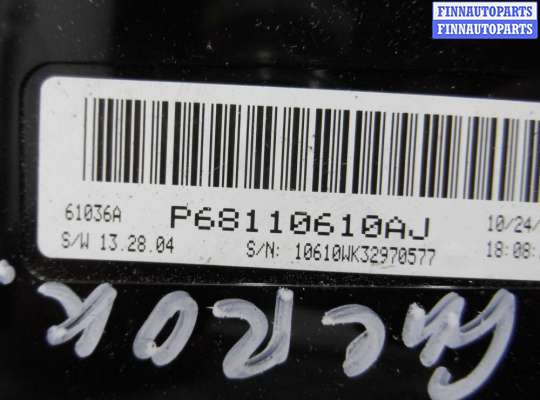 FINNAUTOPARTS
FINNAUTOPARTS
61036A
P68110610AJ
10/24/
S/W 13.28.04
S/N: 10610WK32970577
18:08: